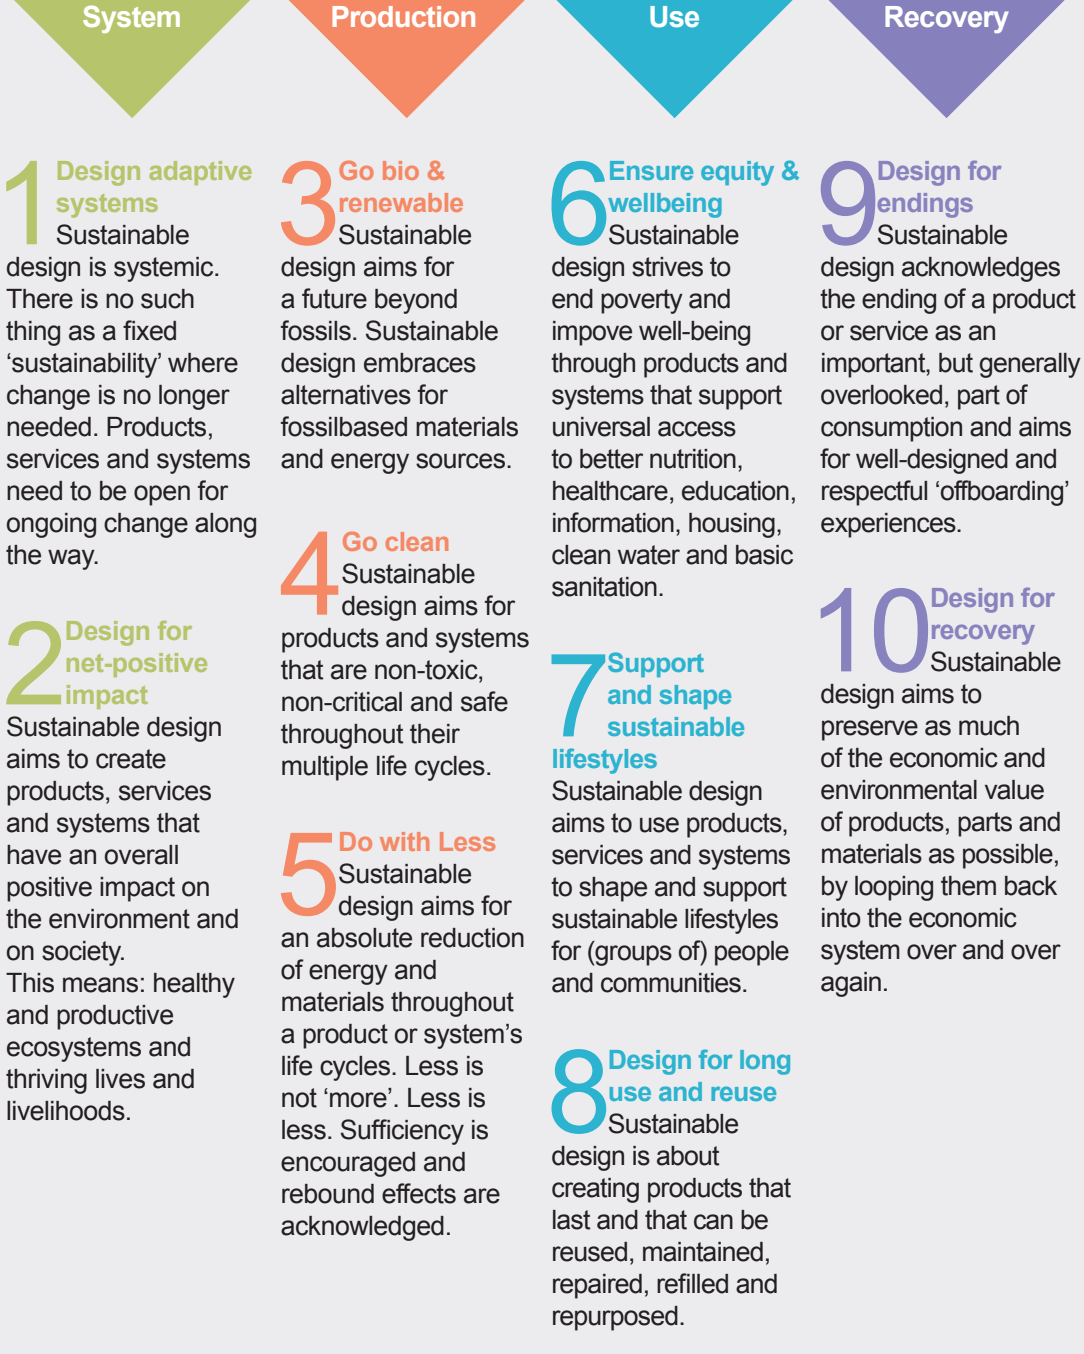 System
Production
Use
Recovery
1 Design adaptive
systems
Sustainable
design is systemic.
There is no such
thing as a fixed
‘sustainability’ where
change is no longer
needed. Products,
services and systems
need to be open for
ongoing change along
the way.
2 Design for
net-positive
impact
Sustainable design
aims to create
products, services
and systems that
have an overall
positive impact on
the environment and
on society.
This means: healthy
and productive
ecosystems and
thriving lives and
livelihoods.
3 Go bio &
renewable
Sustainable
design aims for
a future beyond
fossils. Sustainable
design embraces
alternatives for
fossilbased materials
and energy sources.
4 Go clean
Sustainable
design aims for
products and systems
that are non-toxic,
non-critical and safe
throughout their
multiple life cycles.
5 Do with Less
Sustainable
design aims for
an absolute reduction
of energy and
materials throughout
a product or system’s
life cycles. Less is
not ‘more’. Less is
less. Sufficiency is
encouraged and
rebound effects are
acknowledged.
6 Ensure equity &
wellbeing
Sustainable
design strives to
end poverty and
impove well-being
through products and
systems that support
universal access
to better nutrition,
healthcare, education,
information, housing,
clean water and basic
sanitation.
7 Support
and shape
sustainable
lifestyles
Sustainable design
aims to use products,
services and systems
to shape and support
sustainable lifestyles
for (groups of) people
and communities.
8 Design for long
use and reuse
Sustainable
design is about
creating products that
last and that can be
reused, maintained,
repaired, refilled and
repurposed.
9 Design for
endings
Sustainable
design acknowledges
the ending of a product
or service as an
important, but generally
overlooked, part of
consumption and aims
for well-designed and
respectful ‘offboarding’
experiences.
10 Design for
recovery
Sustainable
design aims to
preserve as much
of the economic and
environmental value
of products, parts and
materials as possible,
by looping them back
into the economic
system over and over
again.